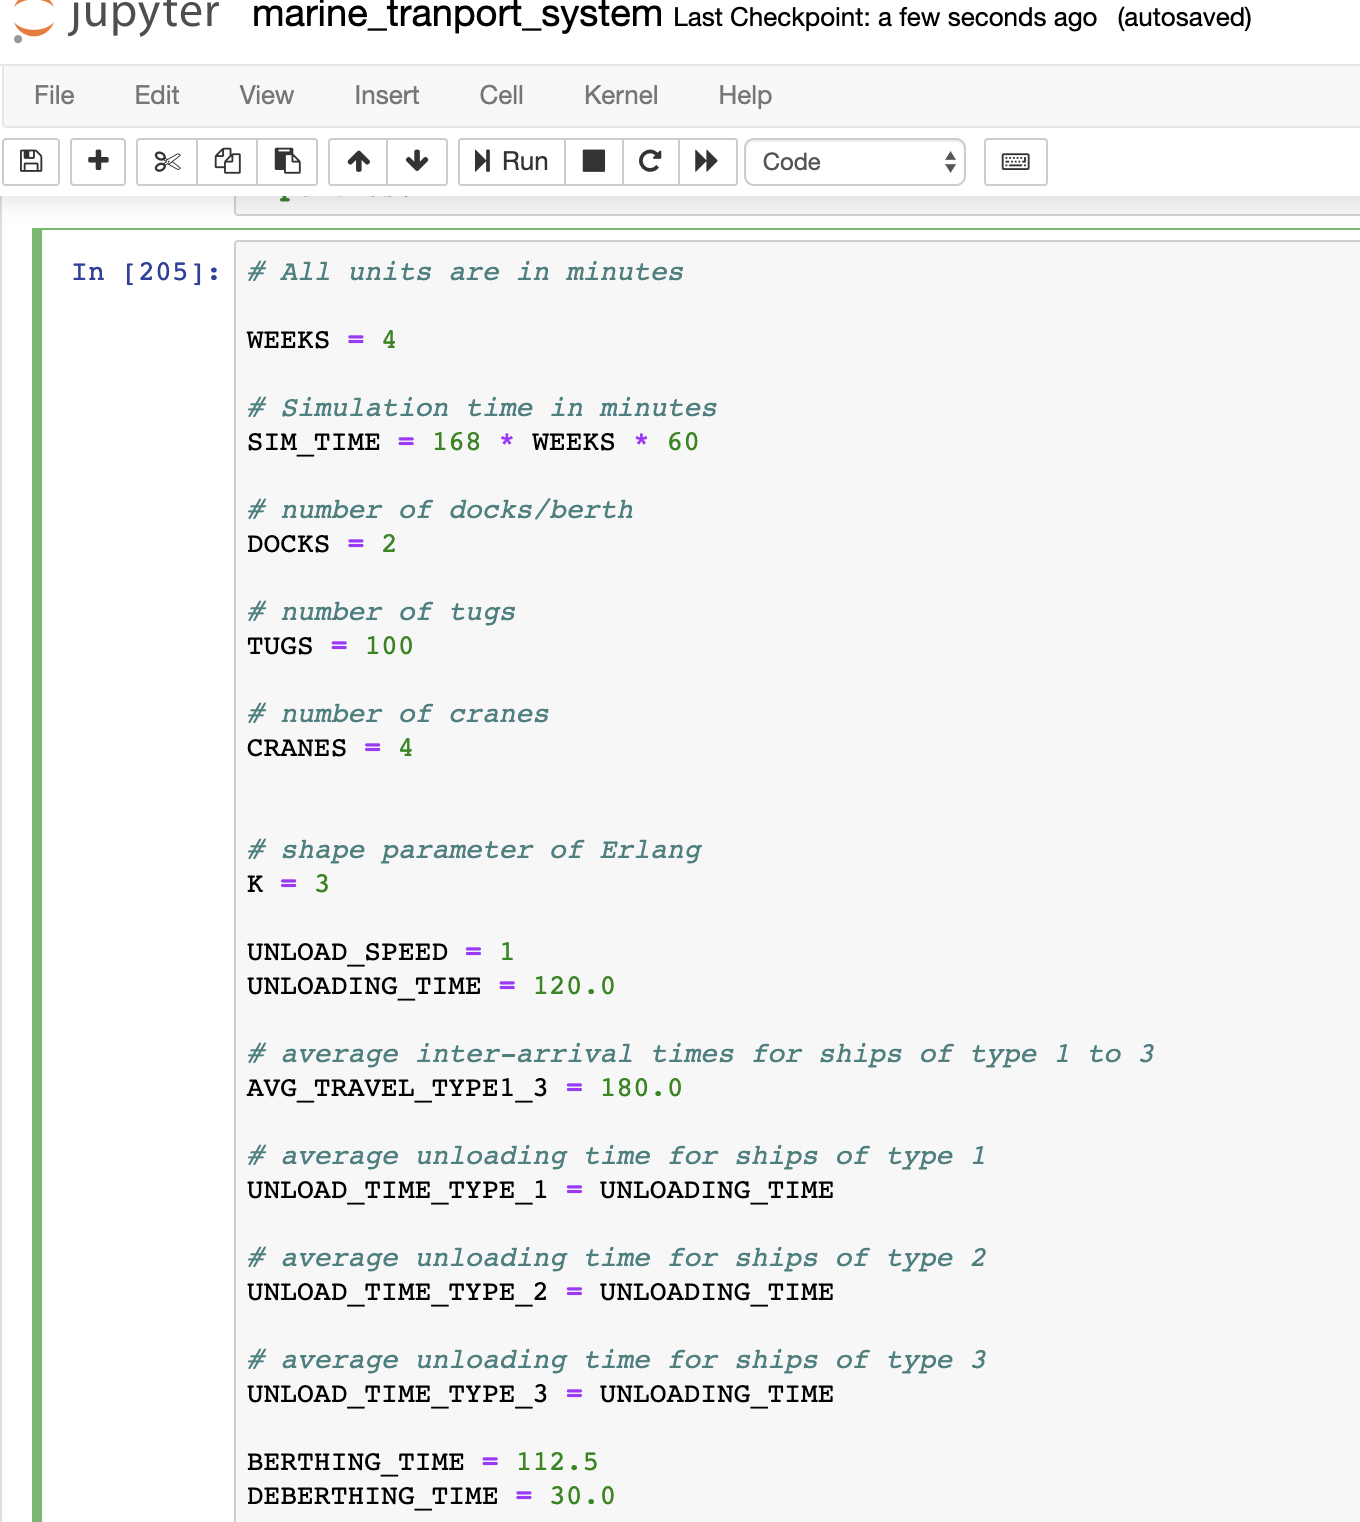 jupyter marine_tranport_system Last Checkpoint: a few seconds ago (autosaved)
File Edit View Insert Cell Kernel Help
Run Code
In [205]: # All units are in minutes
WEEKS = 4
# Simulation time in minutes
SIM_TIME = 168 * WEEKS * 60
# number of docks/berth
DOCKS = 2
# number of tugs
TUGS = 100
# number of cranes
CRANES = 4
# shape parameter of Erlang
K = 3
UNLOAD_SPEED = 1
UNLOADING_TIME = 120.0
# average inter-arrival times for ships of type 1 to 3
AVG_TRAVEL_TYPE1_3 = 180.0
# average unloading time for ships of type 1
UNLOAD_TIME_TYPE_1 = UNLOADING_TIME
# average unloading time for ships of type 2
UNLOAD_TIME_TYPE_2 = UNLOADING_TIME
# average unloading time for ships of type 3
UNLOAD_TIME_TYPE_3 = UNLOADING_TIME
BERTHING_TIME = 112.5
DEBERTHING_TIME = 30.0